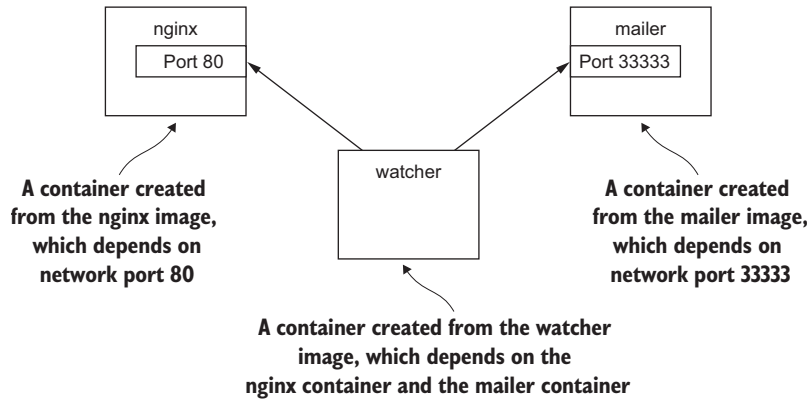 nginx
Port 80
mailer
Port 33333
watcher
A container created
from the nginx image,
which depends on
network port 80
A container created
from the mailer image,
which depends on
network port 33333
A container created from the watcher
image, which depends on the
nginx container and the mailer container